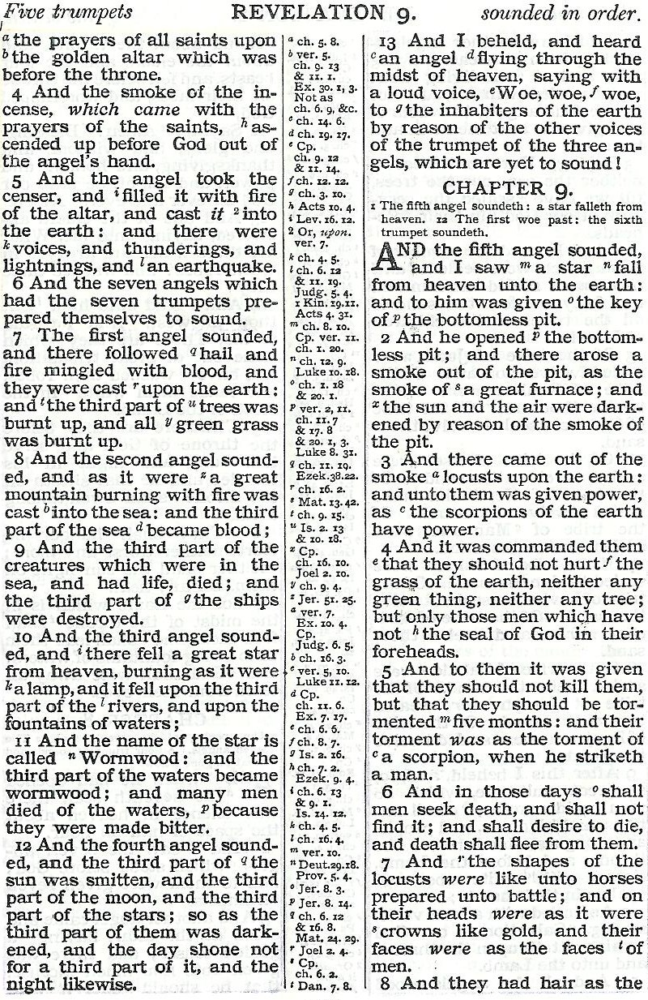 Five trumpets REVELATION 9. sounded in order.
a the prayers of all saints upon
b the golden altar which was
before the throne.
4 And the smoke of the in-
cense, which came with the
prayers of the saints, h as-
cended up before God out of
the angel's hand.
5 And the angel took the
censer, and i filled it with fire
of the altar, and cast it 2 into
the earth: and there were
k voices, and thunderings, and
lightnings, and l an earthquake.
6 And the seven angels which
had the seven trumpets pre-
pared themselves to sound.
7 The first angel sounded,
and there followed q hail and
fire mingled with blood, and
they were cast r upon the earth:
and t the third part of u trees was
burnt up, and all y green grass
was burnt up.
8 And the second angel sound-
ed, and as it were z a great
mountain burning with fire was
cast b into the sea: and the third
part of the sea d became blood;
9 And the third part of the
creatures which were in the
sea, and had life, died; and
the third part of g the ships
were destroyed.
10 And the third angel sound-
ed, and i there fell a great star
from heaven, burning as it were
k a lamp, and it fell upon the third
part of the l rivers, and upon the
fountains of waters;
11 And the name of the star is
called n Wormwood: and the
third part of the waters became
wormwood; and many men
died of the waters, p because
they were made bitter.
12 And the fourth angel sound-
ed, and the third part of q the
sun was smitten, and the third
part of the moon, and the third
part of the stars; so as the
third part of them was dark-
ened, and the day shone not
for a third part of it, and the
night likewise.
a ch. 5. 8.
b ver. 5.
ch. 9. 13
& 11. 1.
Ex. 30. 1, 3.
Not as
ch. 6. 9, &c.
c ch. 14. 6.
d ch. 19. 17.
e Cp.
ch. 9. 12
& 11. 14.
f ch. 12. 12.
g ch. 3. 10.
h Acts 10. 4.
i Lev. 16. 12.
2 Or, upon.
ver. 7.
k ch. 4. 5.
l ch. 6. 12
& 11. 19.
Judg. 5. 4.
1 Kin. 19.11.
Acts 4. 31.
m ch. 8. 10.
Cp. ver. 11.
ch. 1. 20.
n ch. 12. 9.
Luke 10. 18.
o ch. 1. 18
& 20. 1.
p ver. 2, 11.
ch. 11. 7
& 17. 8
& 20. 1, 3.
Luke 8. 31.
q ch. 11. 19.
Ezek.38.22.
r ch. 16. 2.
s Mat. 13. 42.
t ch. 9. 15.
u Is. 2. 13
& 10. 18.
x Cp.
ch. 16. 10.
Joel 2. 10.
y ch. 9. 4.
z Jer. 51. 25.
a ver. 7.
Ex. 10. 4.
Cp.
Judg. 6. 5.
b ch. 16. 3.
c ver. 5, 10.
Luke 11. 12.
d Cp.
ch. 11. 6.
Ex. 7. 17.
e ch. 6. 6.
f ch. 8. 7.
g Is. 2. 16.
h ch. 7. 2.
Ezek. 9. 4.
i ch. 6. 13
& 9. 1.
Is. 14. 12.
k ch. 4. 5.
l ch. 16. 4.
m ver. 10.
n Deut.29.18.
Prov. 5. 4.
o Jer. 8. 3.
p Jer. 8. 14.
q ch. 6. 12
& 16. 8.
Mat. 24. 29.
r Joel 2. 4.
s Cp.
ch. 6. 2.
t Dan. 7. 8.
13 And I beheld, and heard
c an angel d flying through the
midst of heaven, saying with
a loud voice, e Woe, woe, f woe,
to g the inhabiters of the earth
by reason of the other voices
of the trumpet of the three an-
gels, which are yet to sound!
CHAPTER 9.
1 The fifth angel soundeth: a star falleth from
heaven. 12 The first woe past: the sixth
trumpet soundeth.
AND the fifth angel sounded,
and I saw m a star n fall
from heaven unto the earth:
and to him was given o the key
of p the bottomless pit.
2 And he opened p the bottom-
less pit; and there arose a
smoke out of the pit, as the
smoke of s a great furnace; and
x the sun and the air were dark-
ened by reason of the smoke of
the pit.
3 And there came out of the
smoke a locusts upon the earth:
and unto them was given power,
as c the scorpions of the earth
have power.
4 And it was commanded them
e that they should not hurt f the
grass of the earth, neither any
green thing, neither any tree;
but only those men which have
not h the seal of God in their
foreheads.
5 And to them it was given
that they should not kill them,
but that they should be tor-
mented m five months: and their
torment was as the torment of
c a scorpion, when he striketh
a man.
6 And in those days o shall
men seek death, and shall not
find it; and shall desire to die,
and death shall flee from them.
7 And r the shapes of the
locusts were like unto horses
prepared unto battle; and on
their heads were as it were
s crowns like gold, and their
faces were as the faces t of
men.
8 And they had hair as the